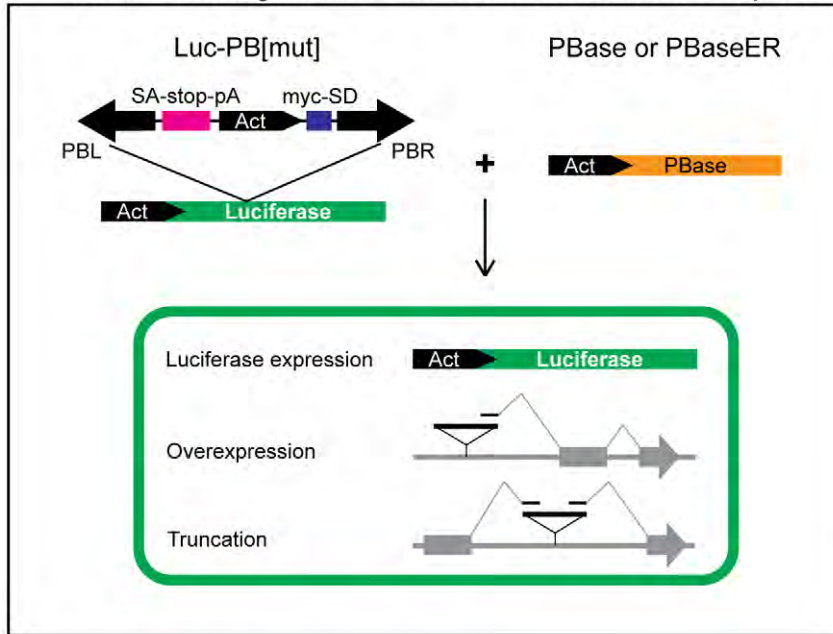 Luc-PB[mut]
PBase or PBaseER
SA-stop-pA
myc-SD
Act
PBL
PBR
+
Act
PBase
Act
Luciferase
Luciferase expression
Act
Luciferase
Overexpression
Truncation